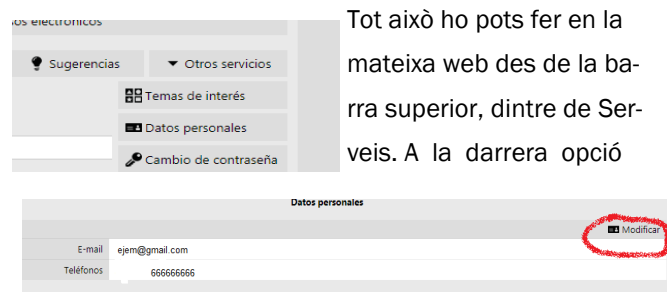 os electrónicos
Sugerencias
Otros servicios
Temas de interés
Datos personales
Cambio de contraseña
Tot això ho pots fer en la
mateixa web des de la ba-
rra superior, dintre de Ser-
veis. A la darrera opció
Datos personales
Modificar
E-mail ejem@gmail.com
Teléfonos 666666666